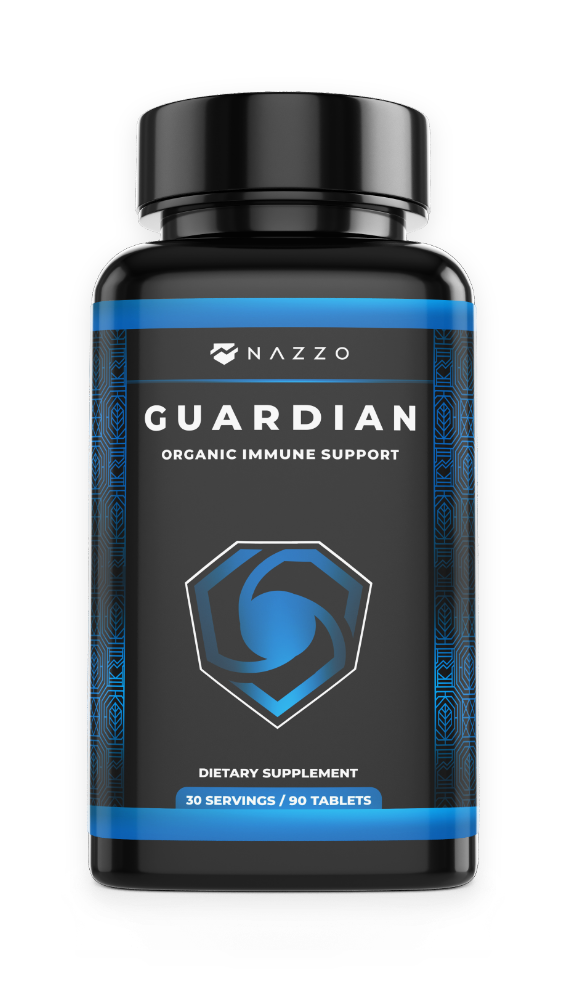 NAZZO
GUARDIAN
ORGANIC IMMUNE SUPPORT
DIETARY SUPPLEMENT
30 SERVINGS / 90 TABLETS